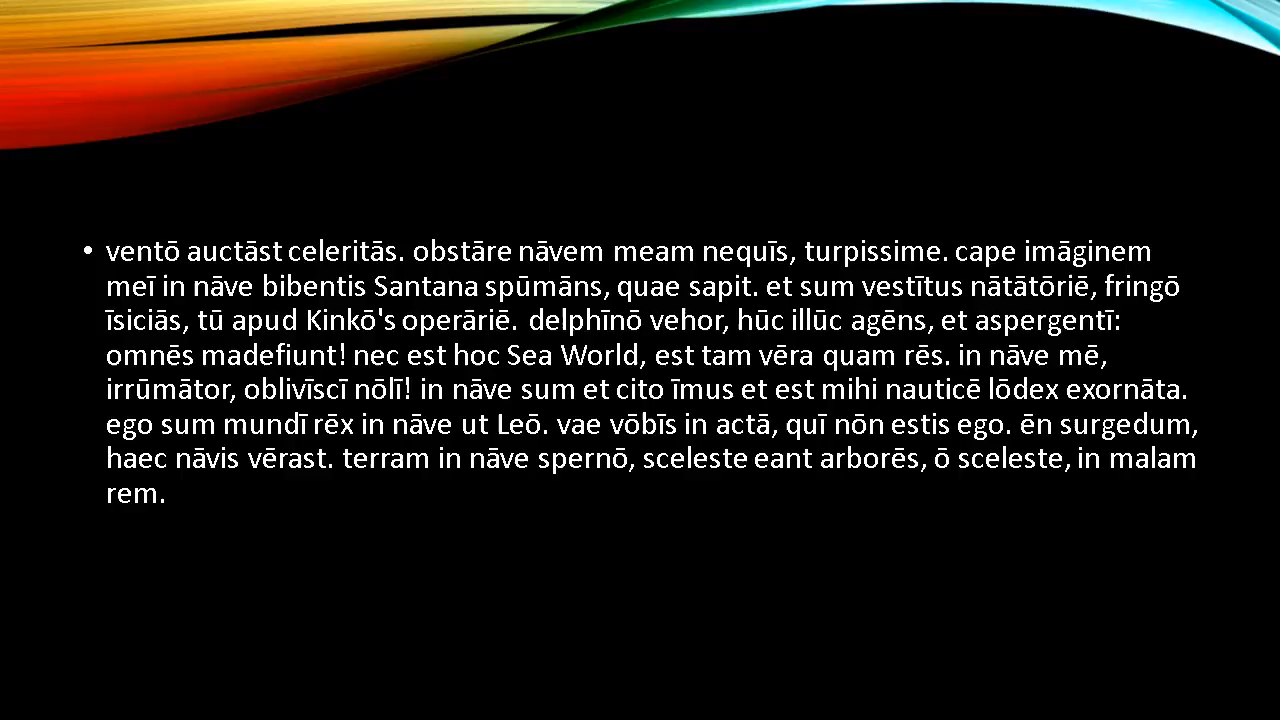 • ventō auctāst celeritās. obstāre nāvem meam nequīs, turpissime. cape imāginem
meī in nāve bibentis Santana spūmāns, quae sapit. et sum vestītus nātātōriē, fringō
īsiciās, tū apud Kinkō's operāriē. delphīnō vehor, hūc illūc agēns, et aspergentī:
omnēs madefiunt! nec est hoc Sea World, est tam vēra quam rēs. in nāve mē,
irrūmātor, oblivīscī nōlī! in nāve sum et cito īmus et est mihi nauticē lōdex exornāta.
ego sum mundī rēx in nāve ut Leō. vae vōbīs in actā, quī nōn estis ego. ēn surgedum,
haec nāvis vērast. terram in nāve spernō, sceleste eant arborēs, ō sceleste, in malam
rem.